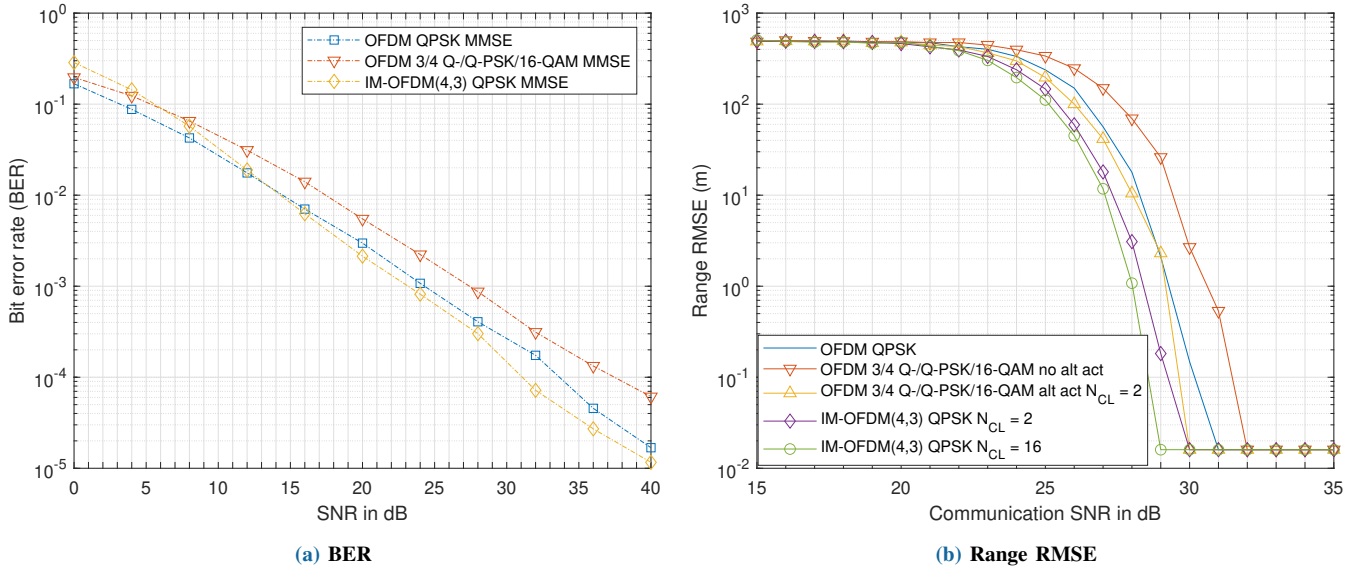 10^0
10^-1
10^-2
10^-3
10^-4
10^-5
Bit error rate (BER)
OFDM QPSK MMSE
OFDM 3/4 Q-/Q-PSK/16-QAM MMSE
IM-OFDM(4,3) QPSK MMSE
0 5 10 15 20 25 30 35 40
SNR in dB
(a) BER
10^3
10^2
10^1
10^0
10^-1
10^-2
Range RMSE (m)
OFDM QPSK
OFDM 3/4 Q-/Q-PSK/16-QAM no alt act
OFDM 3/4 Q-/Q-PSK/16-QAM alt act N_CL = 2
IM-OFDM(4,3) QPSK N_CL = 2
IM-OFDM(4,3) QPSK N_CL = 16
15 20 25 30 35
Communication SNR in dB
(b) Range RMSE